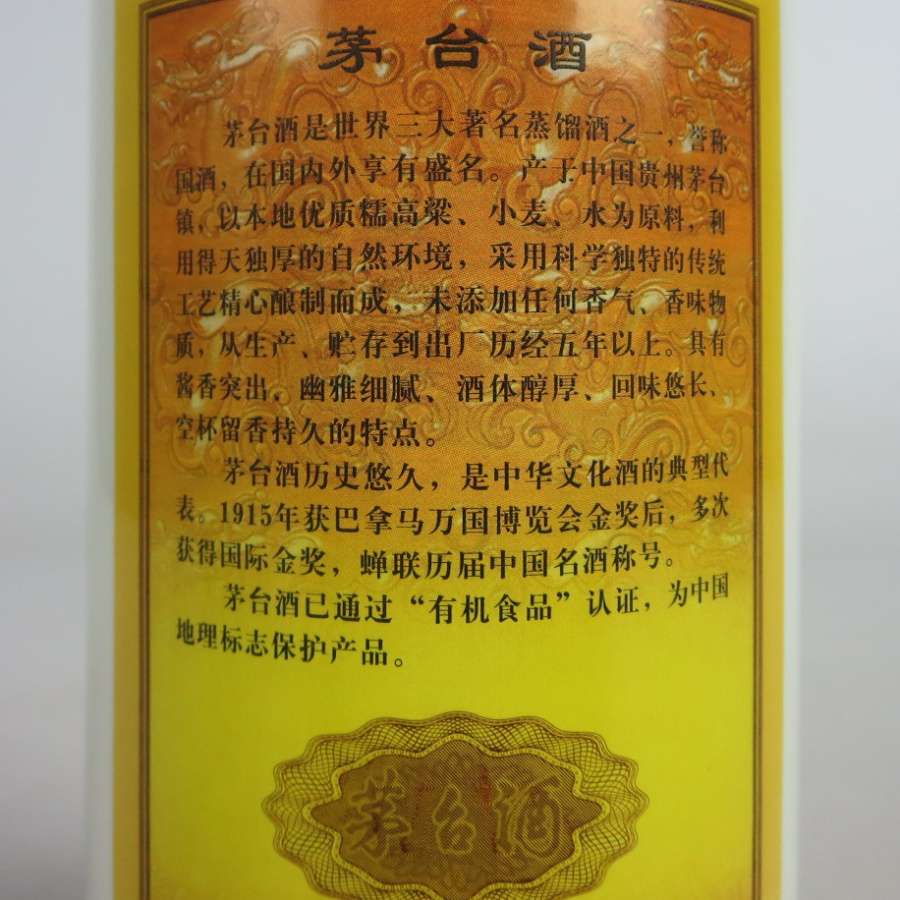 茅台酒
茅台酒是世界三大著名蒸馏酒之一，誉称
国酒，在国内外享有盛名。产于中国贵州茅台
镇，以本地优质糯高粱、小麦、水为原料，利
用得天独厚的自然环境，采用科学独特的传统
工艺精心酿制而成，未添加任何香气、香味物
质，从生产、贮存到出厂历经五年以上。具有
酱香突出、幽雅细腻、酒体醇厚、回味悠长、
空杯留香持久的特点。
茅台酒历史悠久，是中华文化酒的典型代
表。1915年获巴拿马万国博览会金奖后，多次
获得国际金奖，蝉联历届中国名酒称号。
茅台酒已通过“有机食品”认证，为中国
地理标志保护产品。
茅台酒